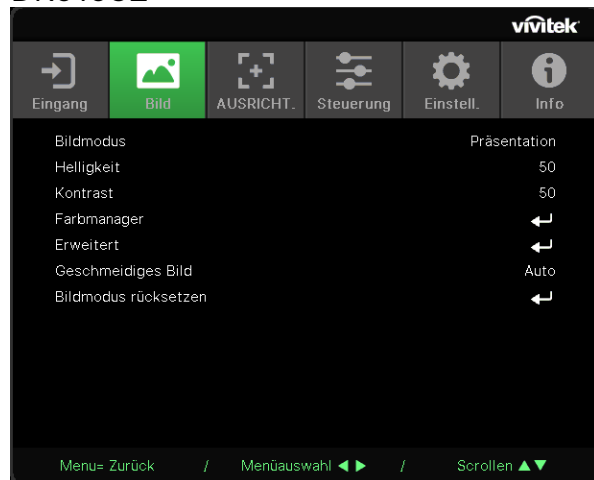 vivitek
Eingang Bild AUSRICHT. Steuerung Einstell. Info
Bildmodus Präsentation
Helligkeit 50
Kontrast 50
Farbmanager
Erweitert
Geschmeidiges Bild Auto
Bildmodus rücksetzen
Menu= Zurück / Menüauswahl ◀ ▶ / Scrollen ▲▼